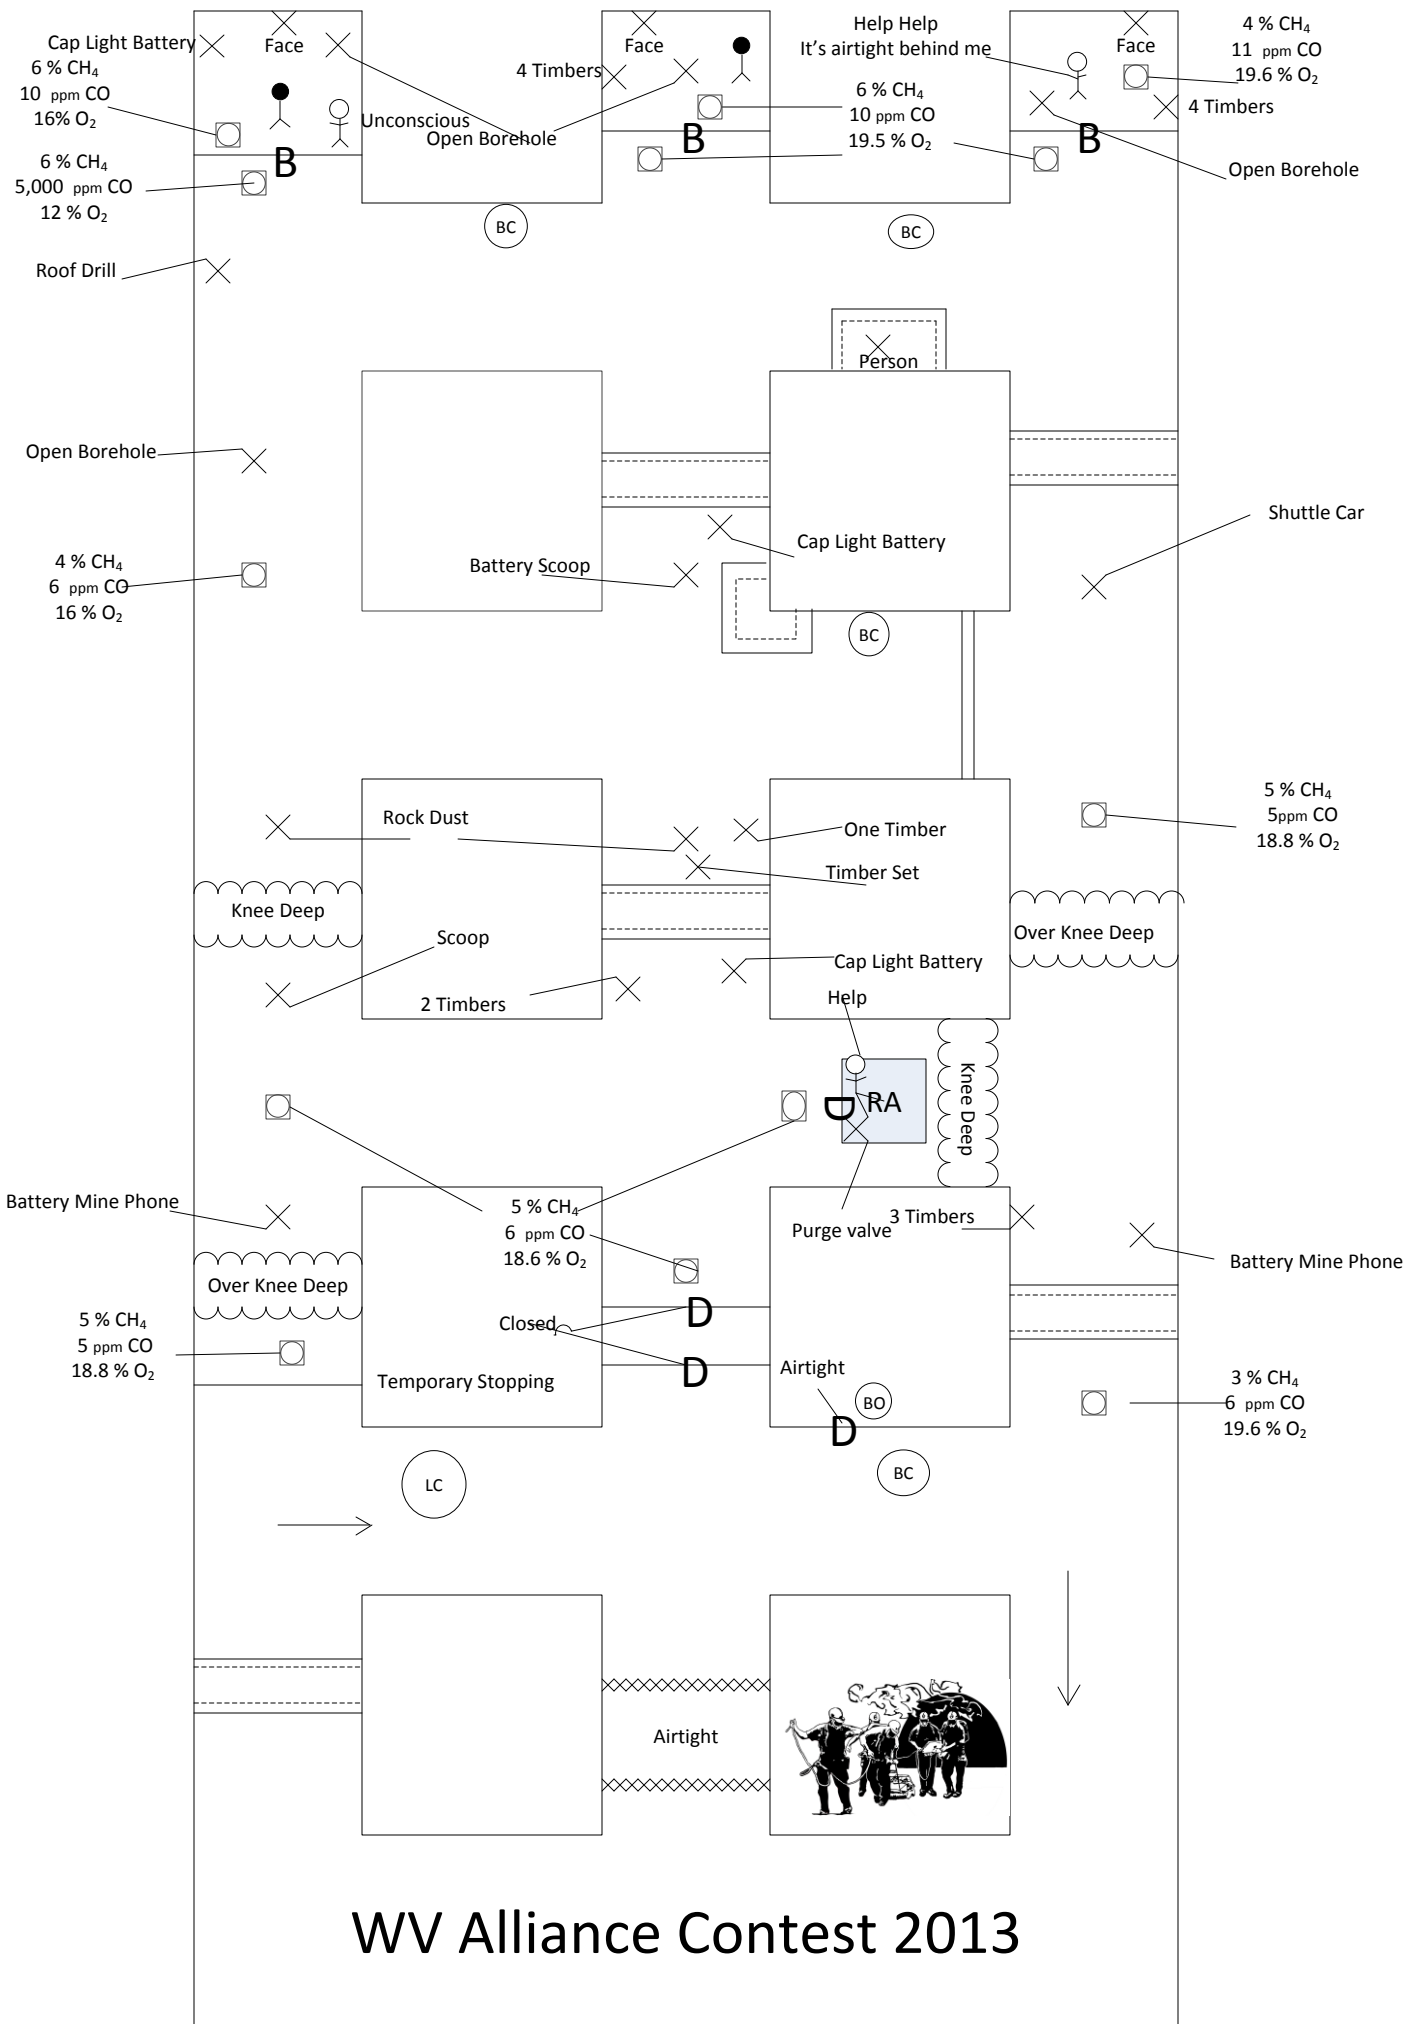 Cap Light Battery
Face
6 % CH₄
10 ppm CO
16% O₂
Unconscious
B
6 % CH₄
5,000 ppm CO
12 % O₂
Face
4 Timbers
Open Borehole
B
6 % CH₄
10 ppm CO
19.5 % O₂
Help Help
It's airtight behind me
Face
4 % CH₄
11 ppm CO
19.6 % O₂
4 Timbers
B
Open Borehole
BC
BC
Roof Drill
Person
Open Borehole
Shuttle Car
Cap Light Battery
Battery Scoop
4 % CH₄
6 ppm CO
16 % O₂
BC
5 % CH₄
5ppm CO
18.8 % O₂
Rock Dust
One Timber
Timber Set
Knee Deep
Over Knee Deep
Scoop
Cap Light Battery
2 Timbers
Help
D
RA
Knee Deep
Battery Mine Phone
5 % CH₄
6 ppm CO
18.6 % O₂
Purge valve
3 Timbers
Battery Mine Phone
Over Knee Deep
Closed
D
D
5 % CH₄
5 ppm CO
18.8 % O₂
Temporary Stopping
Airtight
BO
D
3 % CH₄
6 ppm CO
19.6 % O₂
LC
BC
Airtight
WV Alliance Contest 2013